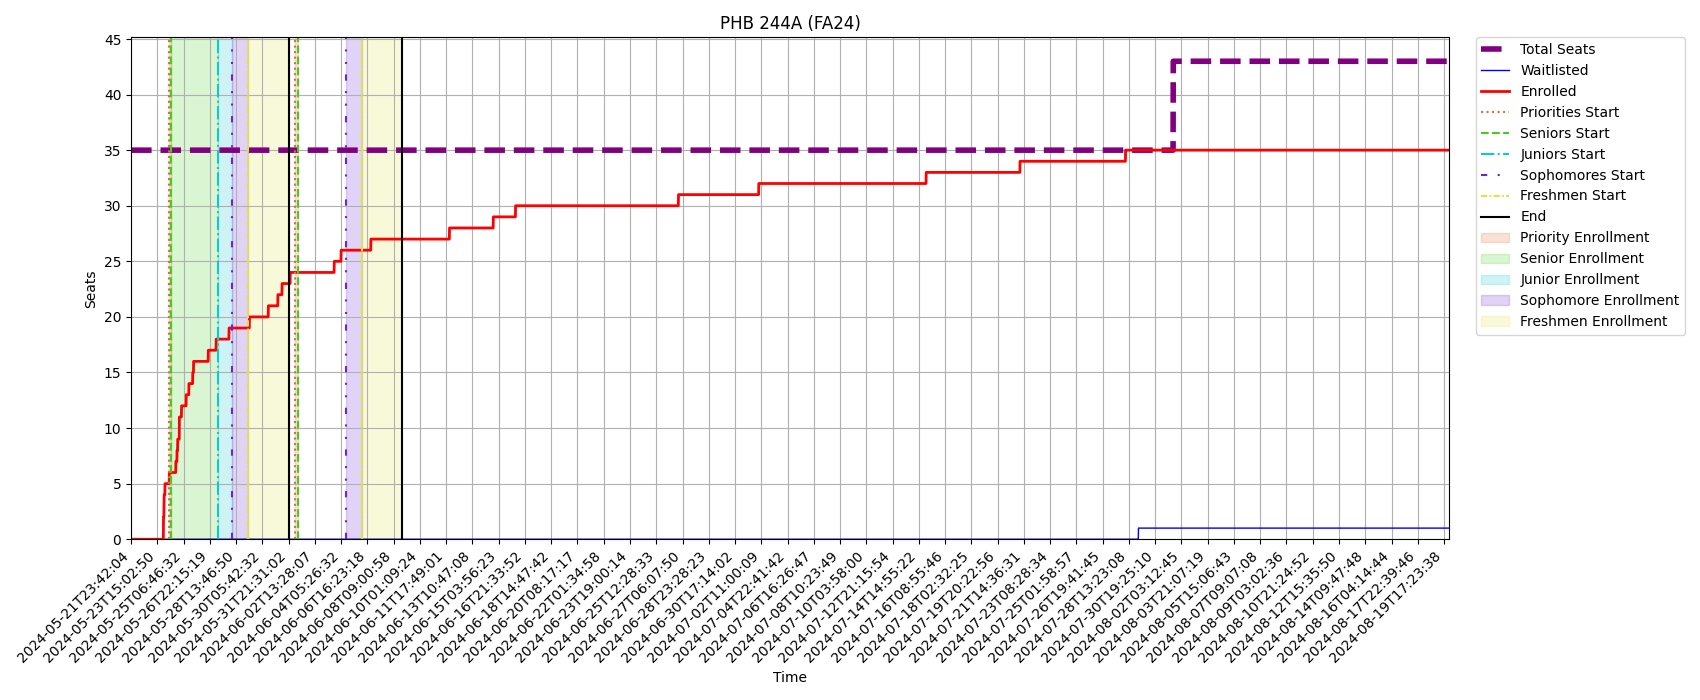 PHB 244A (FA24)
45
40
35
30
25
20
15
10
5
0
Seats
2024-05-21T23:42:04
2024-05-23T15:02:50
2024-05-25T06:46:32
2024-05-26T22:15:19
2024-05-28T13:46:50
2024-05-30T05:42:32
2024-05-31T21:31:02
2024-06-02T13:28:07
2024-06-04T05:26:32
2024-06-06T16:23:18
2024-06-08T09:00:58
2024-06-10T01:09:24
2024-06-11T17:49:01
2024-06-13T10:47:08
2024-06-15T03:56:23
2024-06-16T21:33:52
2024-06-18T14:47:42
2024-06-20T08:17:17
2024-06-22T01:34:58
2024-06-23T19:00:14
2024-06-25T12:28:33
2024-06-27T06:07:50
2024-06-28T23:28:23
2024-06-30T17:14:02
2024-07-02T11:00:09
2024-07-04T22:41:42
2024-07-06T16:26:47
2024-07-08T10:23:49
2024-07-10T03:58:00
2024-07-12T21:15:54
2024-07-14T14:55:22
2024-07-16T08:55:46
2024-07-18T02:32:25
2024-07-19T20:22:56
2024-07-21T14:36:31
2024-07-23T08:28:34
2024-07-25T01:58:57
2024-07-26T19:41:45
2024-07-28T13:23:08
2024-07-30T19:25:10
2024-08-02T03:12:45
2024-08-03T21:07:19
2024-08-05T15:06:43
2024-08-07T09:07:08
2024-08-09T03:02:36
2024-08-10T21:24:52
2024-08-12T15:35:50
2024-08-14T09:47:48
2024-08-16T04:14:44
2024-08-17T22:39:46
2024-08-19T17:23:38
Time
Total Seats
Waitlisted
Enrolled
Priorities Start
Seniors Start
Juniors Start
Sophomores Start
Freshmen Start
End
Priority Enrollment
Senior Enrollment
Junior Enrollment
Sophomore Enrollment
Freshmen Enrollment